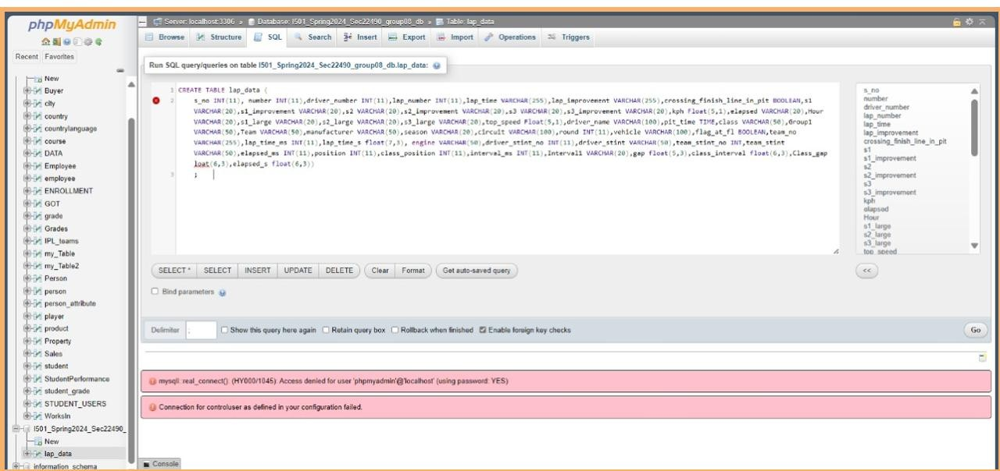 phpMyAdmin
Recent Favorites
New
Buyer
city
country
countrylanguage
course
DATA
Employee
employee
ENROLLMENT
GOT
grade
Grades
IPL_teams
my_Table
my_Table2
Person
person
person_attribute
player
product
Property
Sales
student
StudentPerformance
student_grade
STUDENT_USERS
WorksIn
I501_Spring2024_Sec22490_
New
lap_data
information_schema
Server: localhost:3306 » Database: I501_Spring2024_Sec22490_group08_db » Table: lap_data
Browse Structure SQL Search Insert Export Import Operations Triggers
Run SQL query/queries on table I501_Spring2024_Sec22490_group08_db.lap_data:
1 CREATE TABLE lap_data (
2 s_no INT(11), number INT(11),driver_number INT(11),lap_number INT(11),lap_time VARCHAR(255),lap_improvement VARCHAR(255),crossing_finish_line_in_pit BOOLEAN,s1
VARCHAR(20),s1_improvement VARCHAR(20),s2 VARCHAR(20),s2_improvement VARCHAR(20),s3 VARCHAR(20),s3_improvement VARCHAR(20),kph Float(5,1),elapsed VARCHAR(20),Hour
VARCHAR(20),s1_large VARCHAR(20),s2_large VARCHAR(20),s3_large VARCHAR(20),top_speed Float(5,1),driver_name VARCHAR(100),pit_time TIME,class VARCHAR(50),Group1
VARCHAR(50),Team VARCHAR(50),manufacturer VARCHAR(50),season VARCHAR(20),circuit VARCHAR(100),round INT(11),vehicle VARCHAR(100),flag_at_fl BOOLEAN,team_no
VARCHAR(255),lap_time_ms INT(11),lap_time_s float(7,3), engine VARCHAR(50),driver_stint_no INT(11),driver_stint VARCHAR(50),team_stint_no INT,team_stint
VARCHAR(50),elapsed_ms INT(11),position INT(11),class_position INT(11),interval_ms INT(11),Interval1 VARCHAR(20),gap float(5,3),class_interval float(6,3),Class_gap
loat(6,3),elapsed_s float(6,3))
3 ;
s_no
number
driver_number
lap_number
lap_time
lap_improvement
crossing_finish_line_in_pit
s1
s1_improvement
s2
s2_improvement
s3
s3_improvement
kph
elapsed
Hour
s1_large
s2_large
s3_large
top_speed
SELECT * SELECT INSERT UPDATE DELETE Clear Format Get auto-saved query <<
Bind parameters
Delimiter ; Show this query here again Retain query box Rollback when finished Enable foreign key checks Go
mysqli::real_connect(): (HY000/1045): Access denied for user 'phpmyadmin'@'localhost' (using password: YES)
Connection for controluser as defined in your configuration failed.
Console